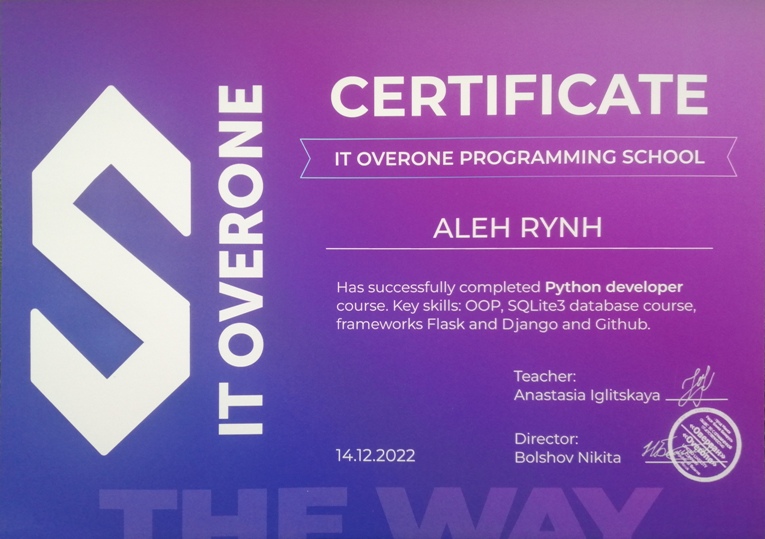 CERTIFICATE
IT OVERONE PROGRAMMING SCHOOL
ALEH RYNH
Has successfully completed Python developer
course. Key skills: OOP, SQLite3 database course,
frameworks Flask and Django and Github.
Teacher:
Anastasia Iglitskaya
Director:
Bolshov Nikita
14.12.2022
IT OVERONE
THE WAY